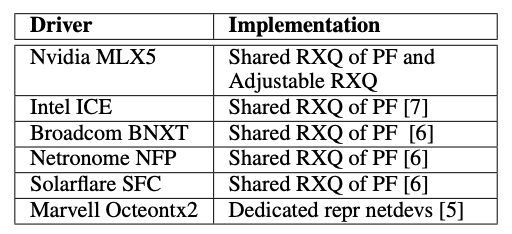 Driver Implementation
Nvidia MLX5 Shared RXQ of PF and
Adjustable RXQ
Intel ICE Shared RXQ of PF [7]
Broadcom BNXT Shared RXQ of PF [6]
Netronome NFP Shared RXQ of PF [6]
Solarflare SFC Shared RXQ of PF [6]
Marvell Octeontx2 Dedicated repr netdevs [5]